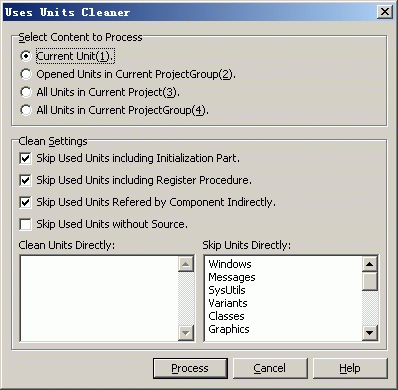 Uses Units Cleaner
Select Content to Process
Current Unit(1).
Opened Units in Current ProjectGroup(2).
All Units in Current Project(3).
All Units in Current ProjectGroup(4).
Clean Settings
Skip Used Units including Initialization Part.
Skip Used Units including Register Procedure.
Skip Used Units Refered by Component Indirectly.
Skip Used Units without Source.
Clean Units Directly: Skip Units Directly:
Windows
Messages
SysUtils
Variants
Classes
Graphics
Process Cancel Help